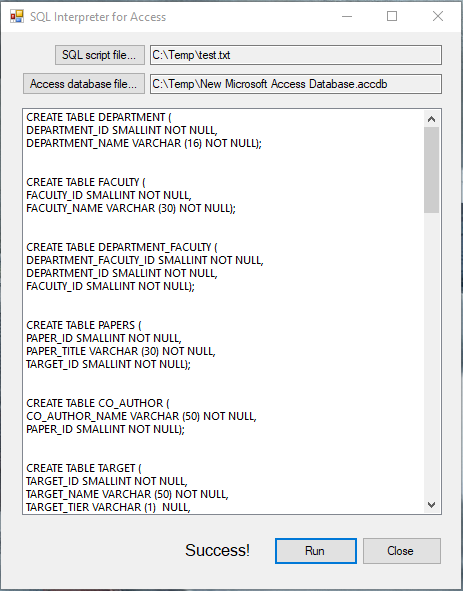 SQL Interpreter for Access
SQL script file... C:\Temp\test.txt
Access database file... C:\Temp\New Microsoft Access Database.accdb
CREATE TABLE DEPARTMENT (
DEPARTMENT_ID SMALLINT NOT NULL,
DEPARTMENT_NAME VARCHAR (16) NOT NULL);
CREATE TABLE FACULTY (
FACULTY_ID SMALLINT NOT NULL,
FACULTY_NAME VARCHAR (30) NOT NULL);
CREATE TABLE DEPARTMENT_FACULTY (
DEPARTMENT_FACULTY_ID SMALLINT NOT NULL,
DEPARTMENT_ID SMALLINT NOT NULL,
FACULTY_ID SMALLINT NOT NULL);
CREATE TABLE PAPERS (
PAPER_ID SMALLINT NOT NULL,
PAPER_TITLE VARCHAR (30) NOT NULL,
TARGET_ID SMALLINT NOT NULL);
CREATE TABLE CO_AUTHOR (
CO_AUTHOR_NAME VARCHAR (50) NOT NULL,
PAPER_ID SMALLINT NOT NULL);
CREATE TABLE TARGET (
TARGET_ID SMALLINT NOT NULL,
TARGET_NAME VARCHAR (50) NOT NULL,
TARGET_TIER VARCHAR (1)  NULL,
Success! Run Close